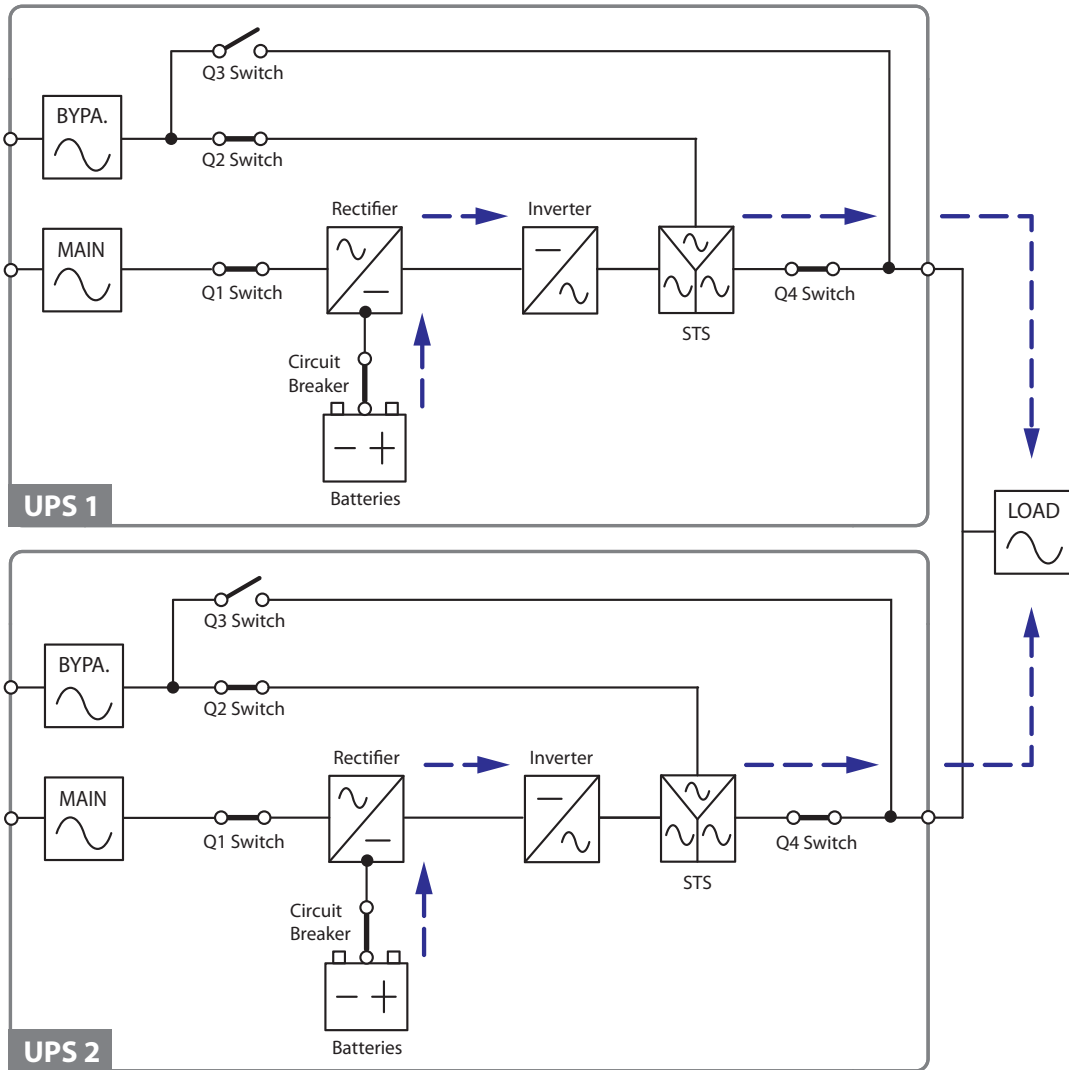 Q3 Switch
BYPA.
Q2 Switch
Rectifier
Inverter
MAIN
Q1 Switch
Q4 Switch
STS
Circuit
Breaker
Batteries
UPS 1
LOAD
Q3 Switch
BYPA.
Q2 Switch
Rectifier
Inverter
MAIN
Q1 Switch
Q4 Switch
STS
Circuit
Breaker
Batteries
UPS 2